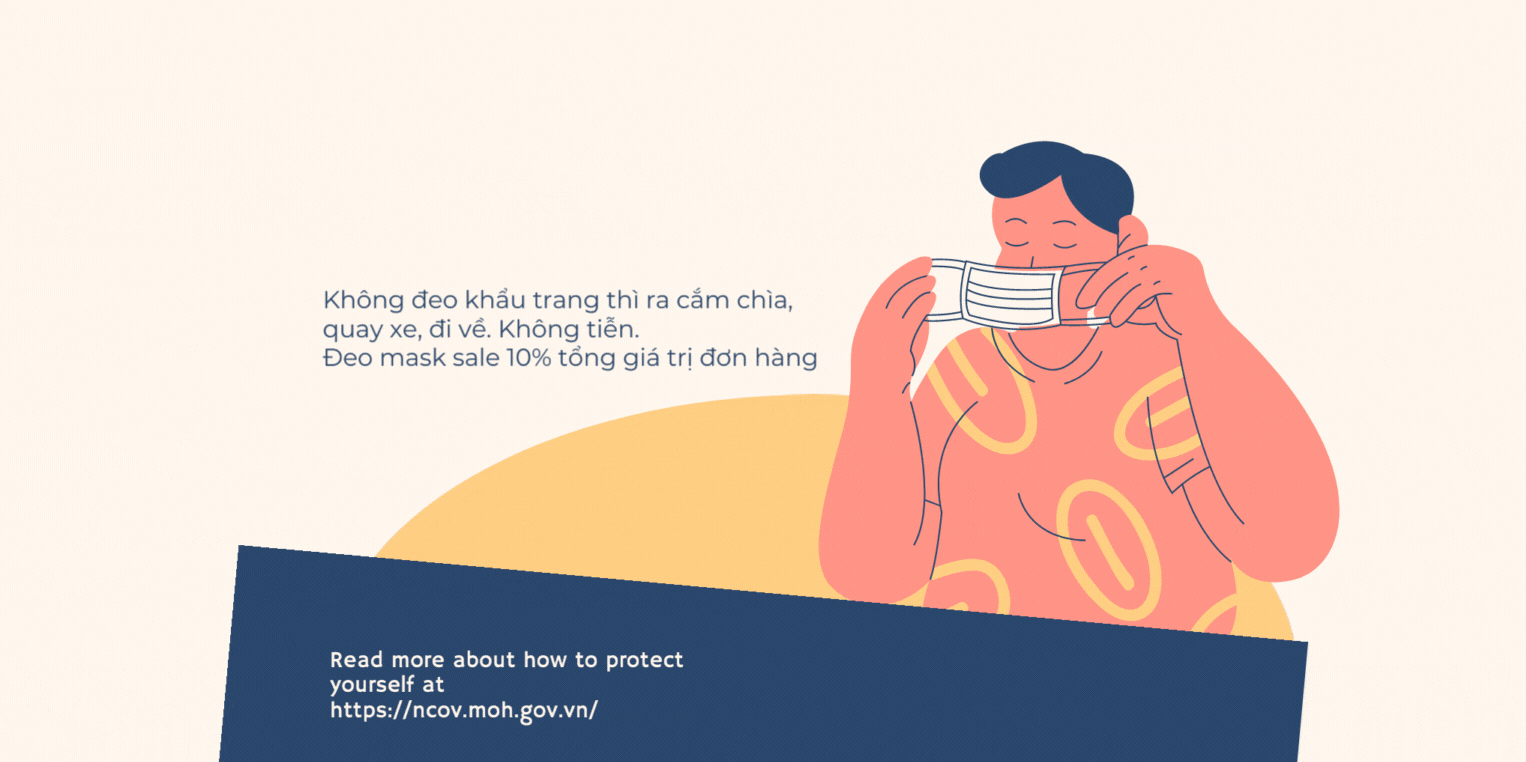 Không đeo khẩu trang thì ra cắm chìa,
quay xe, đi về. Không tiễn.
Đeo mask sale 10% tổng giá trị đơn hàng
Read more about how to protect
yourself at
https://ncov.moh.gov.vn/